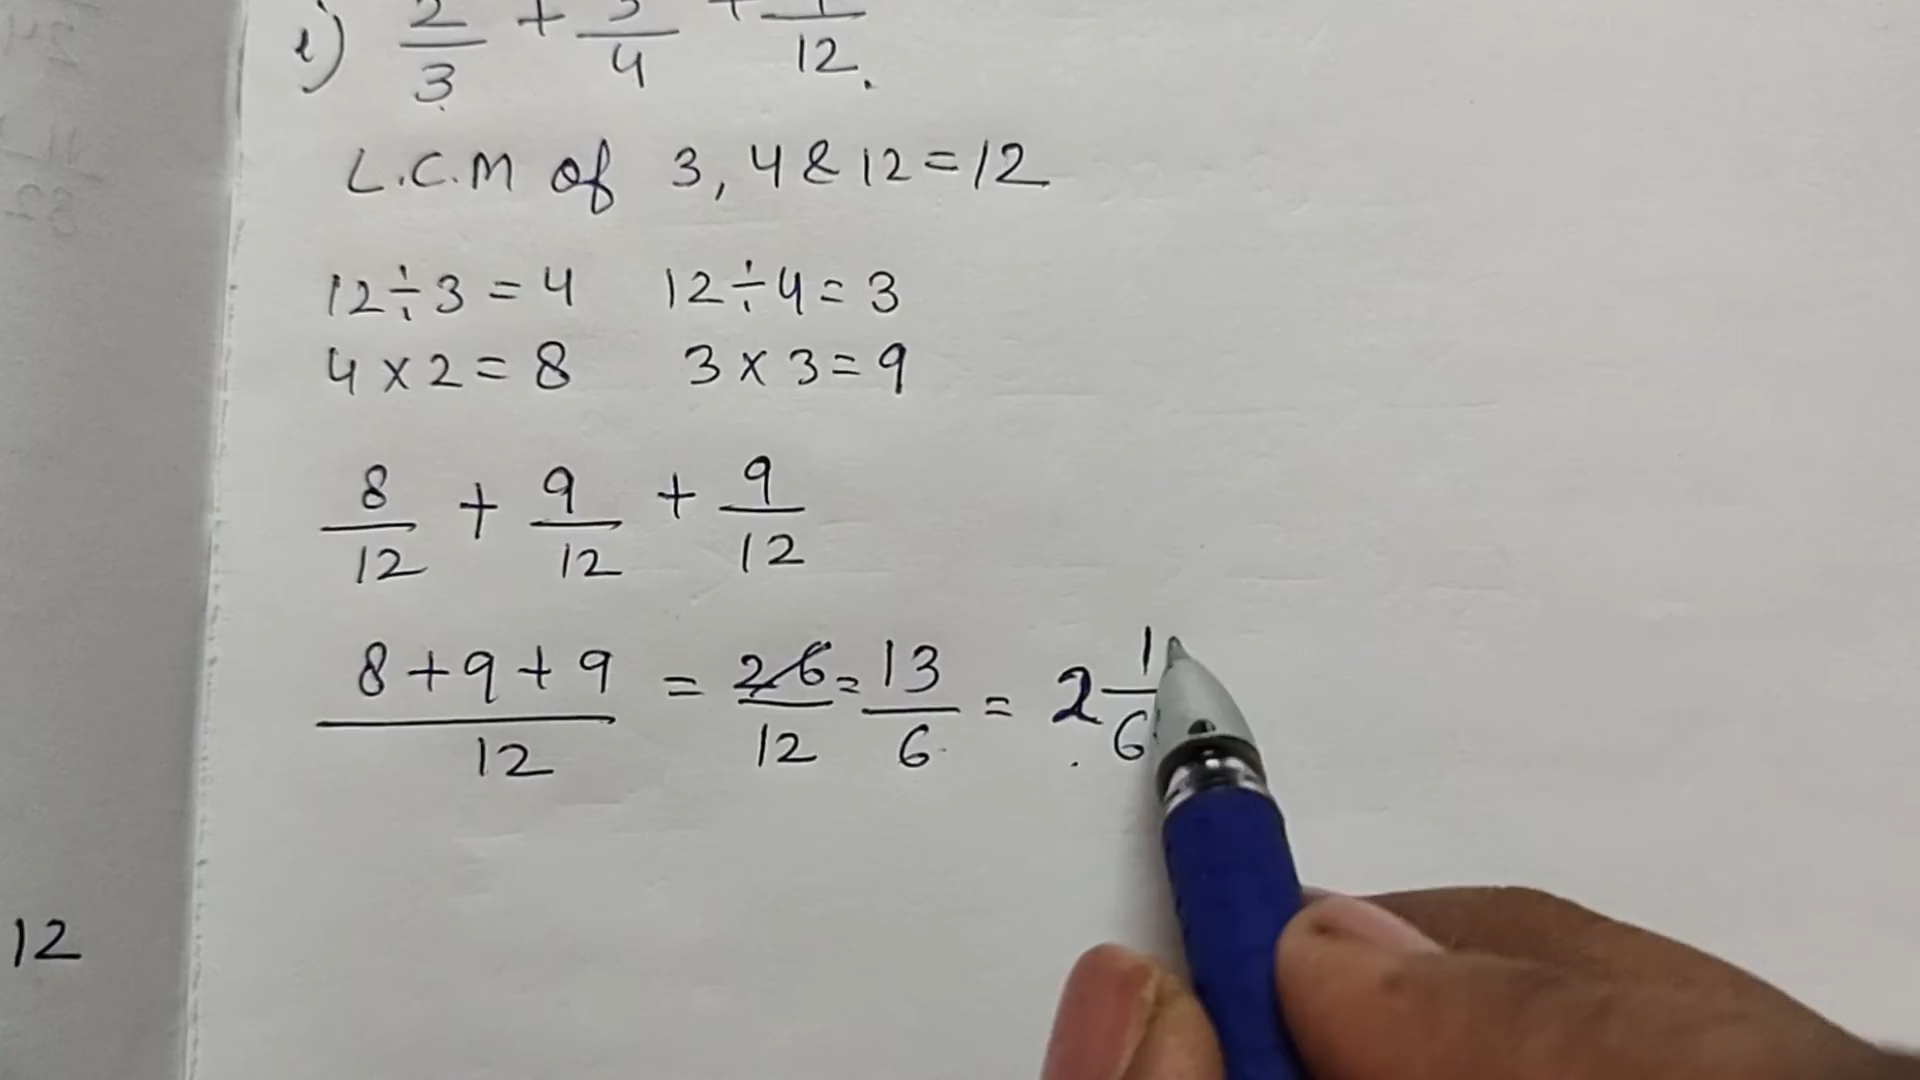 i) 2/3 + 3/4 + 1/12.
L.C.M of 3, 4 & 12 = 12
12 ÷ 3 = 4 12 ÷ 4 = 3
4 × 2 = 8 3 × 3 = 9
8/12 + 9/12 + 9/12
8+9+9/12 = 26/12 = 13/6 = 2 1/6
12